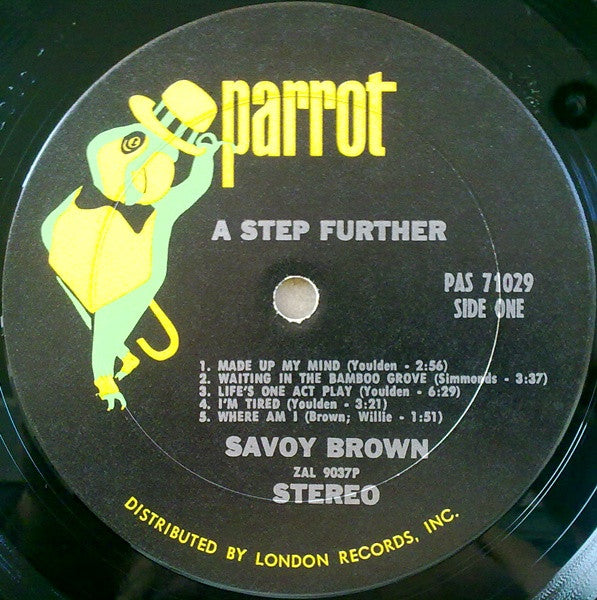 parrot
A STEP FURTHER
PAS 71029
SIDE ONE
1. MADE UP MY MIND (Youlden - 2:56)
2. WAITING IN THE BAMBOO GROVE (Simmonds - 3:37)
3. LIFE'S ONE ACT PLAY (Youlden - 6:29)
4. I'M TIRED (Youlden - 3:21)
5. WHERE AM I (Brown; Willie - 1:51)
SAVOY BROWN
ZAL 9037P
STEREO
DISTRIBUTED BY LONDON RECORDS, INC.